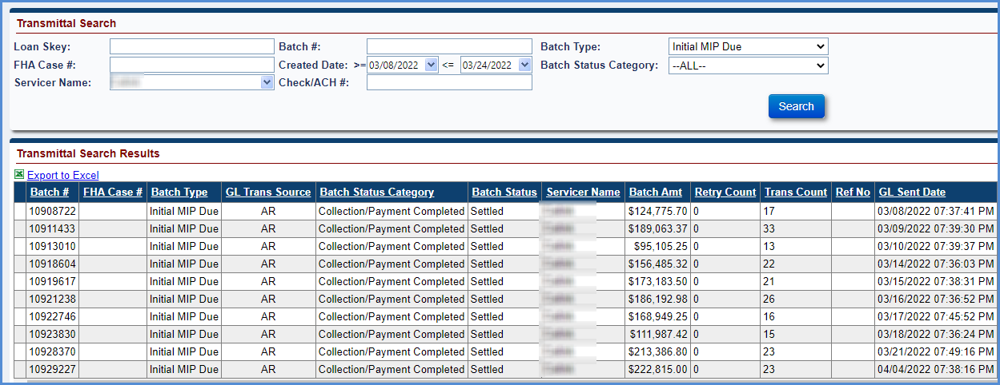 Transmittal Search
Loan Skey: Batch #: Batch Type: Initial MIP Due
FHA Case #: Created Date: >= 03/08/2022 <= 03/24/2022 Batch Status Category: --ALL--
Servicer Name: Check/ACH #:
Search
Transmittal Search Results
Export to Excel
Batch # FHA Case # Batch Type GL Trans Source Batch Status Category Batch Status Servicer Name Batch Amt Retry Count Trans Count Ref No GL Sent Date
10908722 Initial MIP Due AR Collection/Payment Completed Settled $124,775.70 0 17 03/08/2022 07:37:41 PM
10911433 Initial MIP Due AR Collection/Payment Completed Settled $189,063.37 0 33 03/09/2022 07:39:30 PM
10913010 Initial MIP Due AR Collection/Payment Completed Settled $95,105.25 0 13 03/10/2022 07:39:37 PM
10918604 Initial MIP Due AR Collection/Payment Completed Settled $156,485.32 0 22 03/14/2022 07:36:03 PM
10919617 Initial MIP Due AR Collection/Payment Completed Settled $173,183.50 0 21 03/15/2022 07:38:31 PM
10921238 Initial MIP Due AR Collection/Payment Completed Settled $186,192.98 0 26 03/16/2022 07:36:52 PM
10922746 Initial MIP Due AR Collection/Payment Completed Settled $168,949.25 0 16 03/17/2022 07:45:52 PM
10923830 Initial MIP Due AR Collection/Payment Completed Settled $111,987.42 0 15 03/18/2022 07:36:24 PM
10928370 Initial MIP Due AR Collection/Payment Completed Settled $213,386.80 0 23 03/21/2022 07:49:16 PM
10929227 Initial MIP Due AR Collection/Payment Completed Settled $222,815.00 0 23 04/04/2022 07:38:16 PM